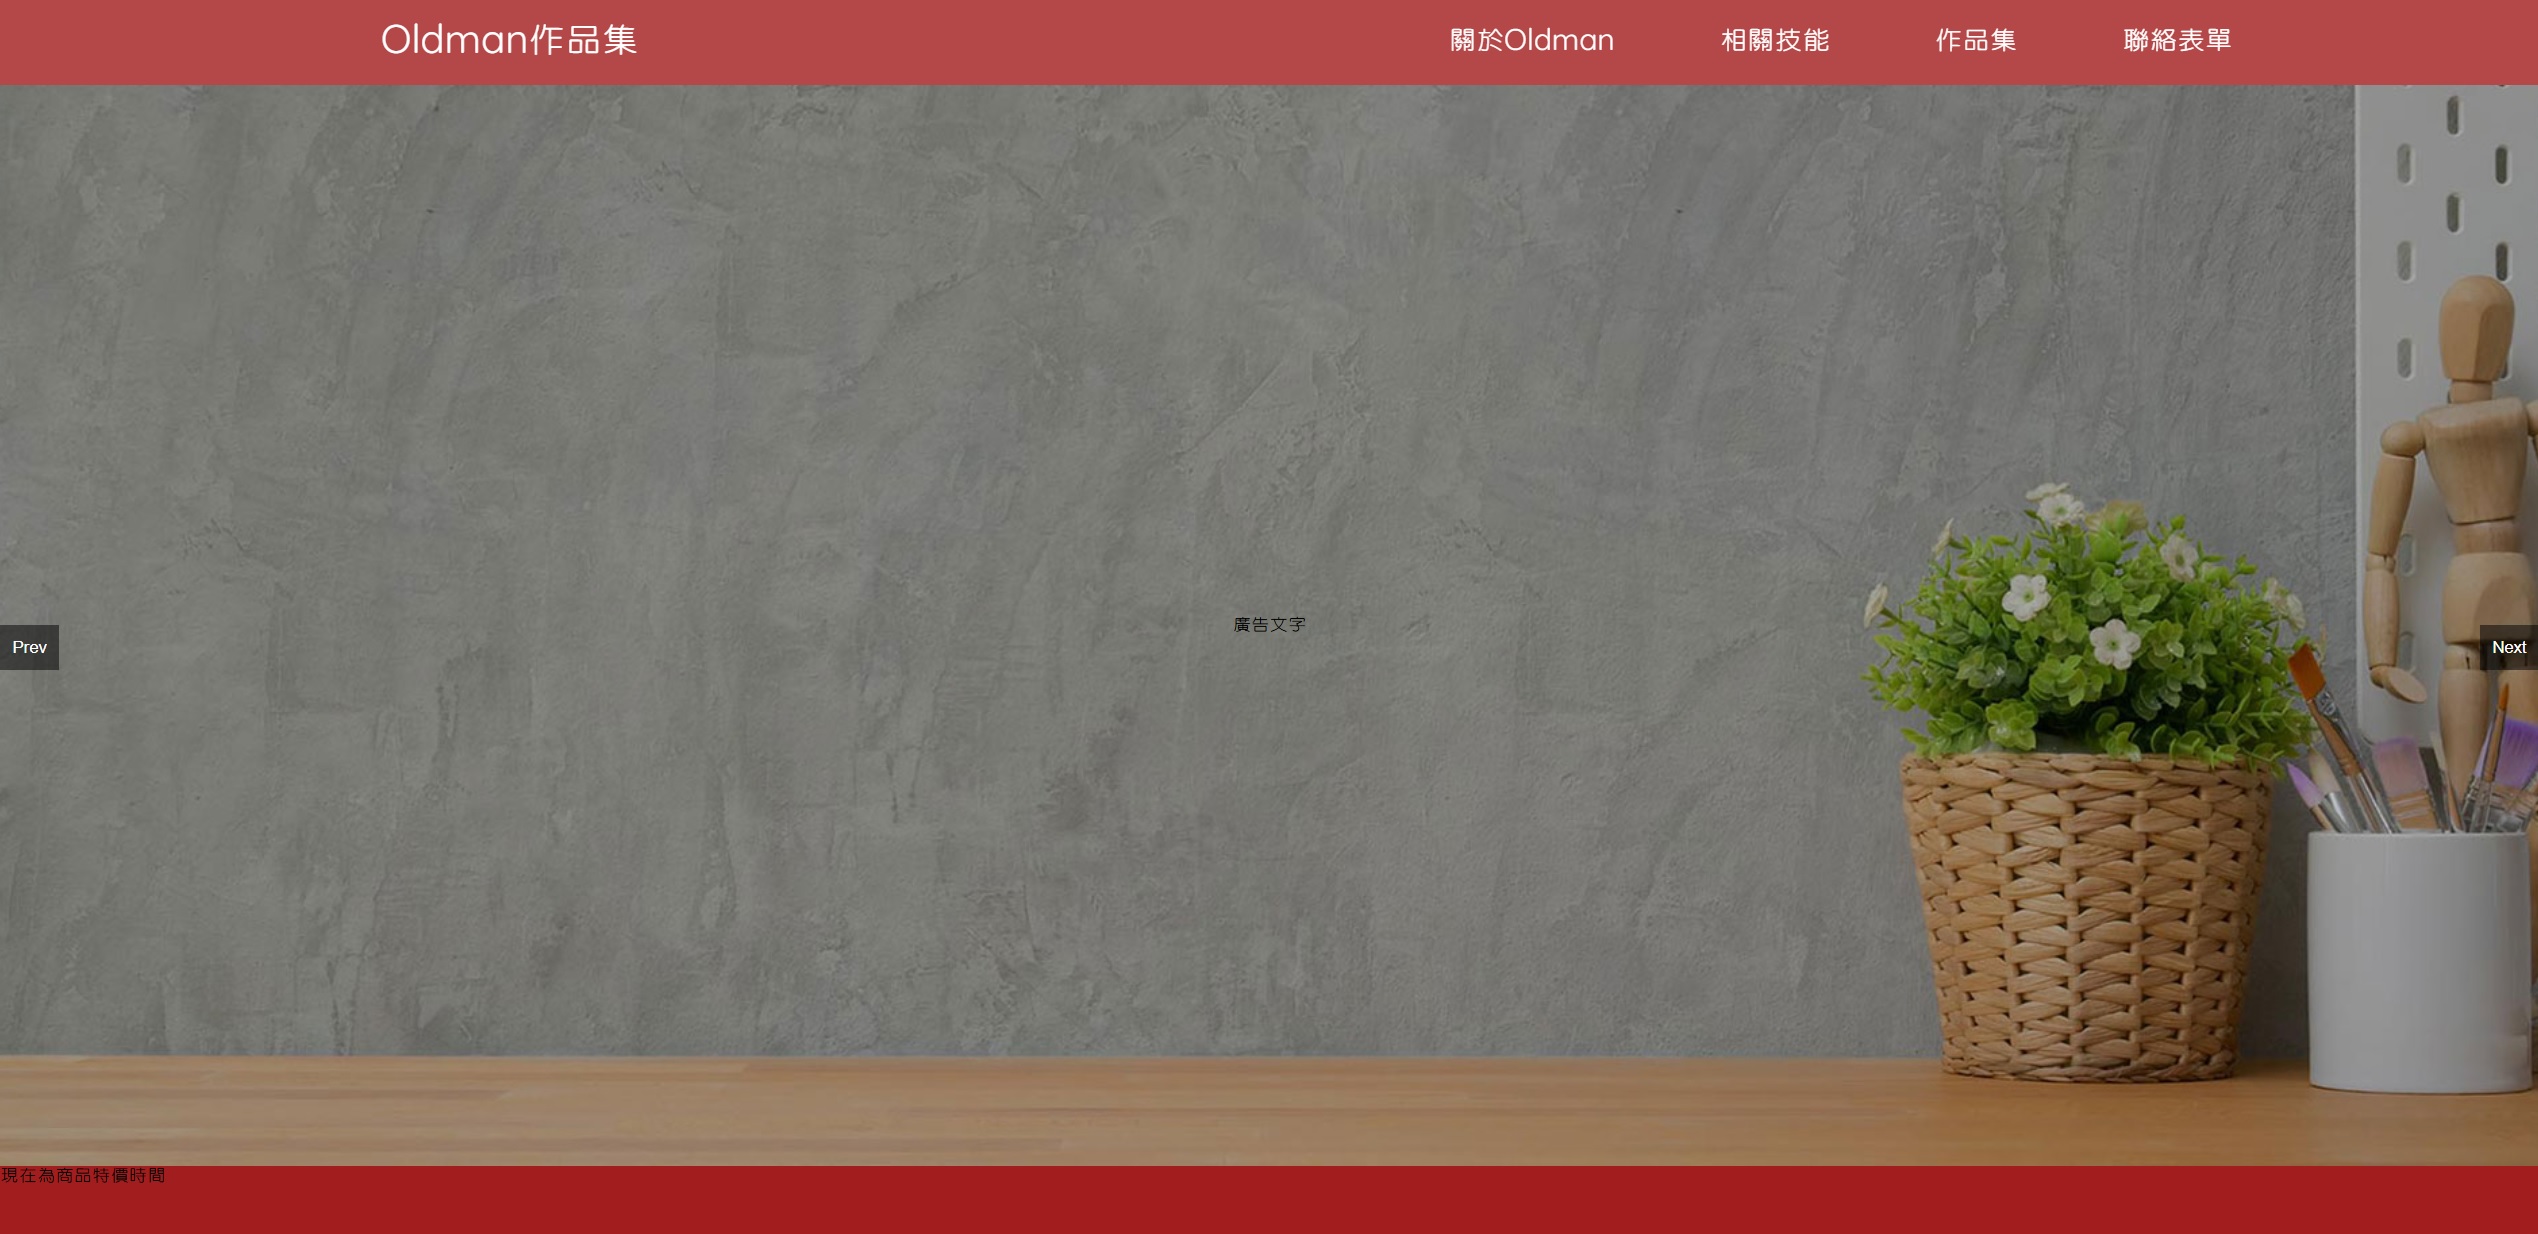 Oldman作品集
關於Oldman
相關技能
作品集
聯絡表單
廣告文字
Prev
Next
現在為商品特價時間